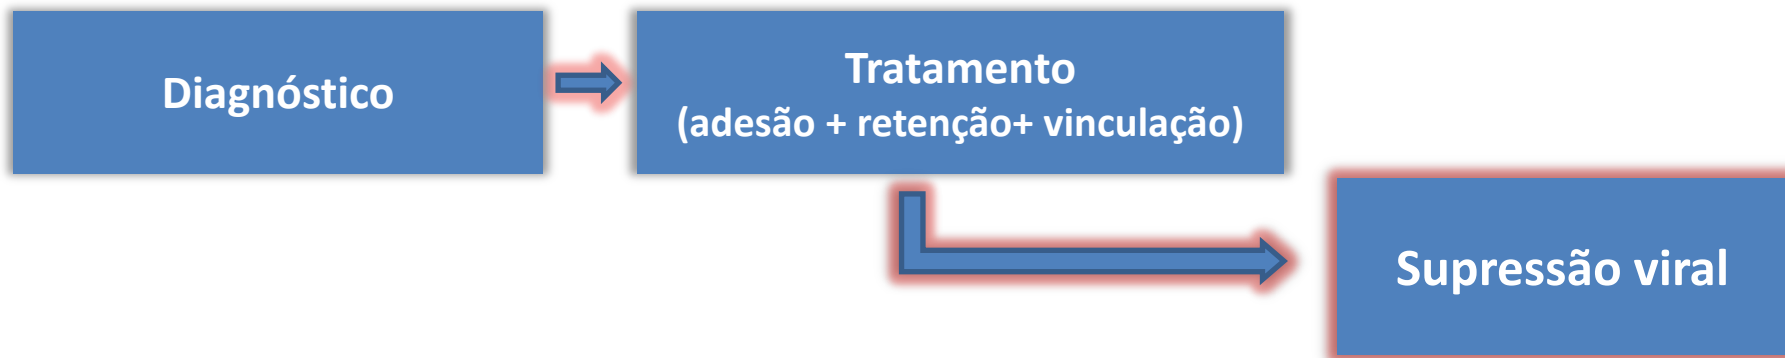 Diagnóstico
Tratamento
(adesão + retenção+ vinculação)
Supressão viral